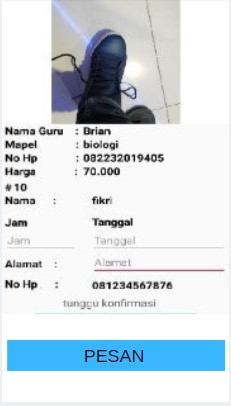 Nama Guru : Brian
Mapel : biologi
No Hp : 082232019405
Harga : 70.000
#10
Nama : fikri
Jam Tanggal
Jam Tanggal
Alamat : Alamat
No Hp : 081234567876
tunggu konfirmasi
PESAN